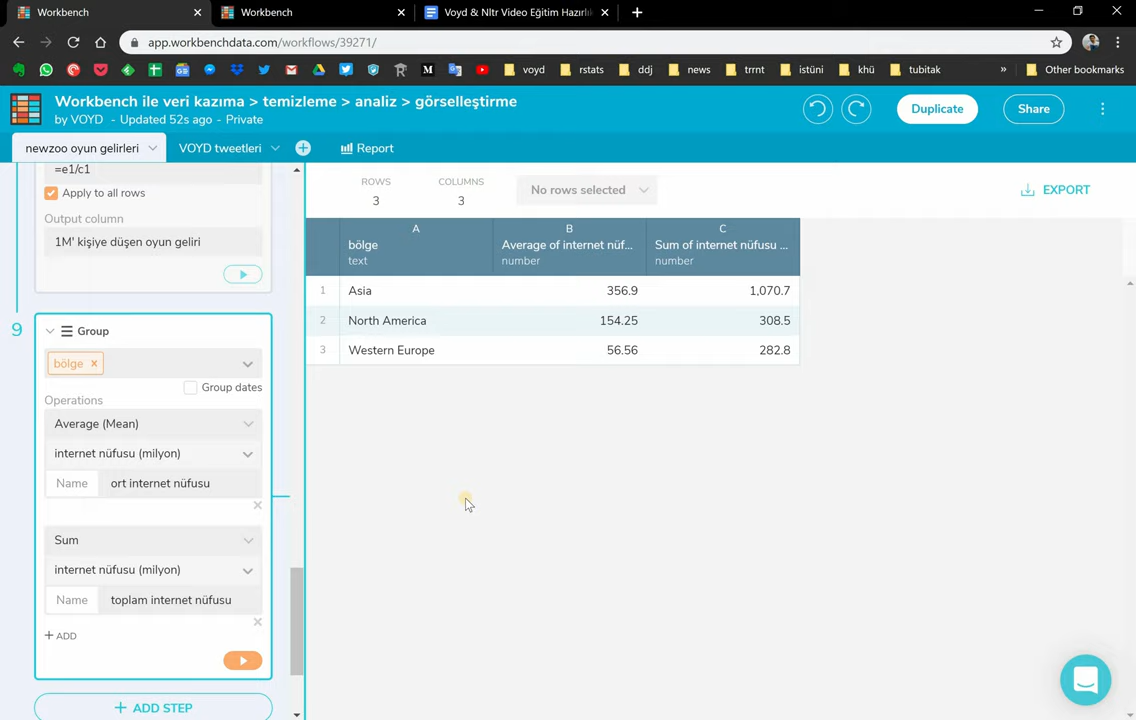 Workbench
Workbench
Voyd & Nltr Video Eğitim Hazırlı
app.workbenchdata.com/workflows/39271/
voyd
rstats
ddj
news
trrnt
istüni
khü
tubitak
»
Other bookmarks
Workbench ile veri kazıma > temizleme > analiz > görselleştirme
by VOYD - Updated 52s ago - Private
Duplicate
Share
newzoo oyun gelirleri
VOYD tweetleri
Report
=e1/c1
Apply to all rows
Output column
1M' kişiye düşen oyun geliri
9
Group
bölge ×
Group dates
Operations
Average (Mean)
internet nüfusu (milyon)
Name ort internet nüfusu
Sum
internet nüfusu (milyon)
Name toplam internet nüfusu
+ ADD
+ ADD STEP
ROWS
3
COLUMNS
3
No rows selected
EXPORT
A B C
bölge Average of internet nüf... Sum of internet nüfusu ...
text number number
1 Asia 356.9 1,070.7
2 North America 154.25 308.5
3 Western Europe 56.56 282.8